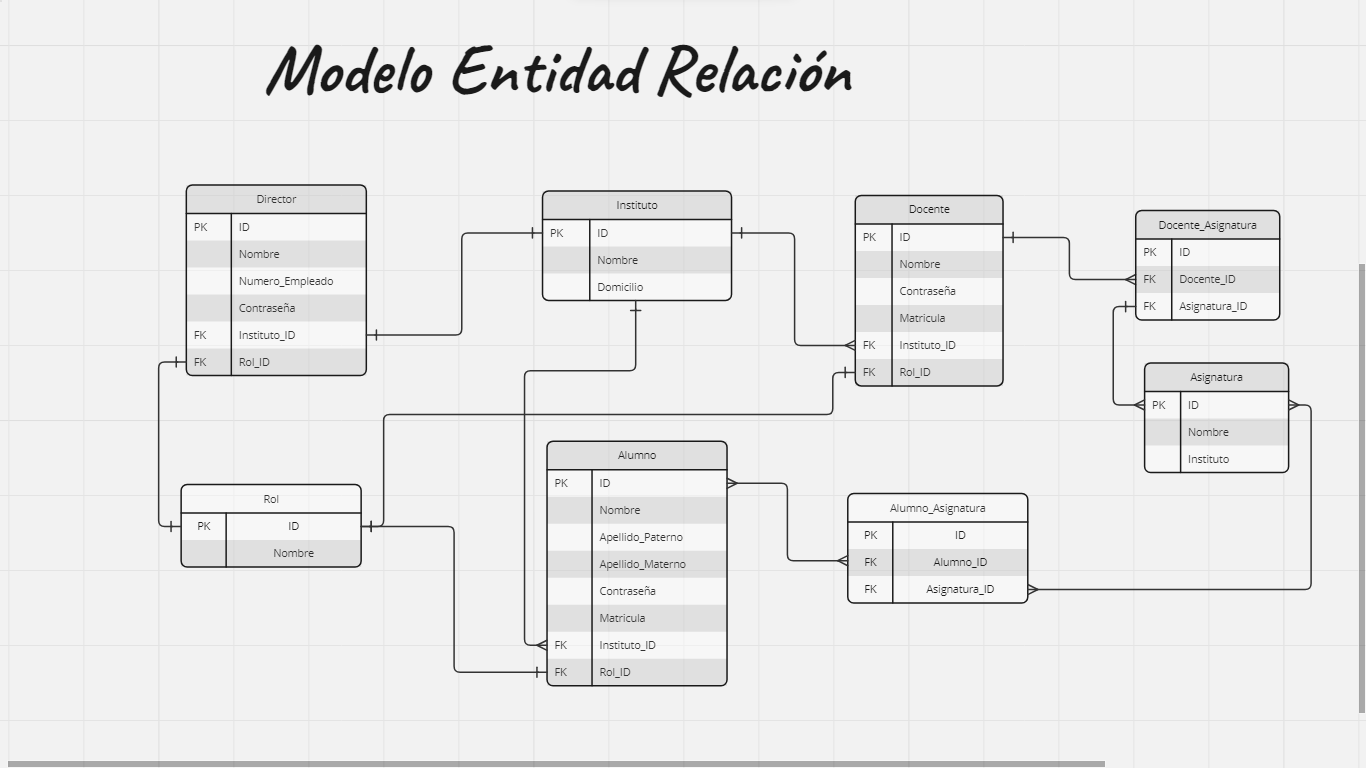 Modelo Entidad Relación
Director
PK ID
Nombre
Numero_Empleado
Contraseña
FK Instituto_ID
FK Rol_ID
Instituto
PK ID
Nombre
Domicilio
Docente
PK ID
Nombre
Contraseña
Matricula
FK Instituto_ID
FK Rol_ID
Docente_Asignatura
PK ID
FK Docente_ID
FK Asignatura_ID
Asignatura
PK ID
Nombre
Instituto
Rol
PK ID
Nombre
Alumno
PK ID
Nombre
Apellido_Paterno
Apellido_Materno
Contraseña
Matricula
FK Instituto_ID
FK Rol_ID
Alumno_Asignatura
PK ID
FK Alumno_ID
FK Asignatura_ID